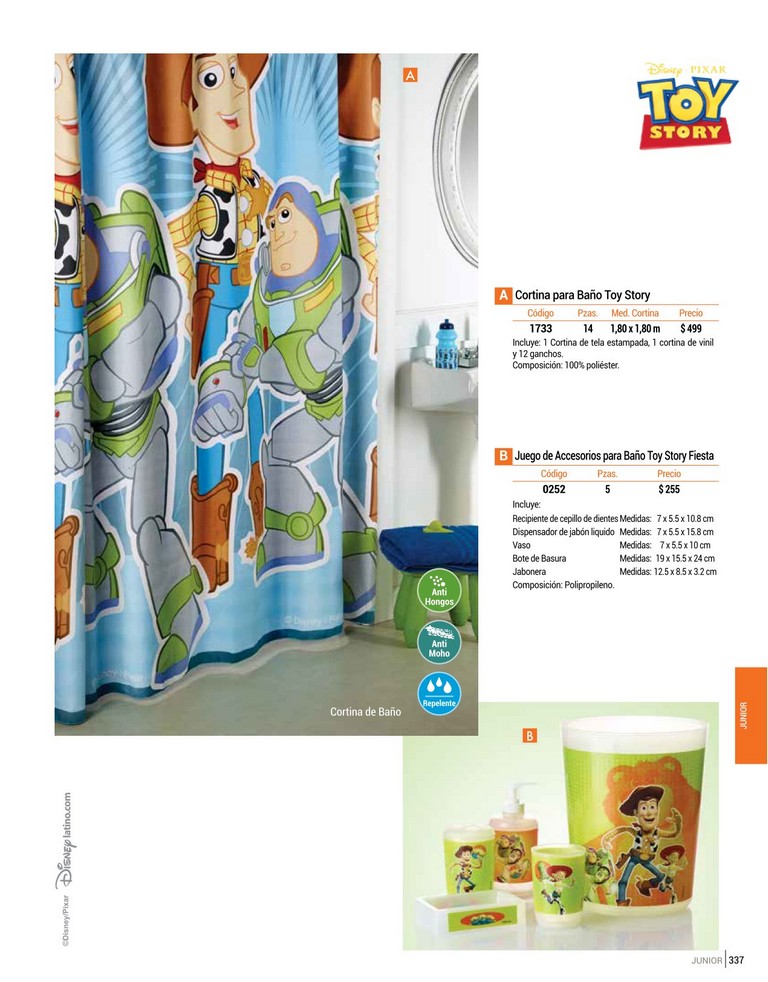 A
Disney · PIXAR
TOY
STORY
A Cortina para Baño Toy Story
Código Pzas. Med. Cortina Precio
1733 14 1,80 x 1,80 m $ 499
Incluye: 1 Cortina de tela estampada, 1 cortina de vinil
y 12 ganchos.
Composición: 100% poliéster.
B Juego de Accesorios para Baño Toy Story Fiesta
Código Pzas. Precio
0252 5 $ 255
Incluye:
Recipiente de cepillo de dientes Medidas: 7 x 5.5 x 10.8 cm
Dispensador de jabón liquido Medidas: 7 x 5.5 x 15.8 cm
Vaso Medidas: 7 x 5.5 x 10 cm
Bote de Basura Medidas: 19 x 15.5 x 24 cm
Jabonera Medidas: 12.5 x 8.5 x 3.2 cm
Composición: Polipropileno.
Anti
Hongos
Anti
Moho
Repelente
Cortina de Baño
© Disney
JUNIOR
B
©Disney/Pixar Disney latino.com
JUNIOR 337